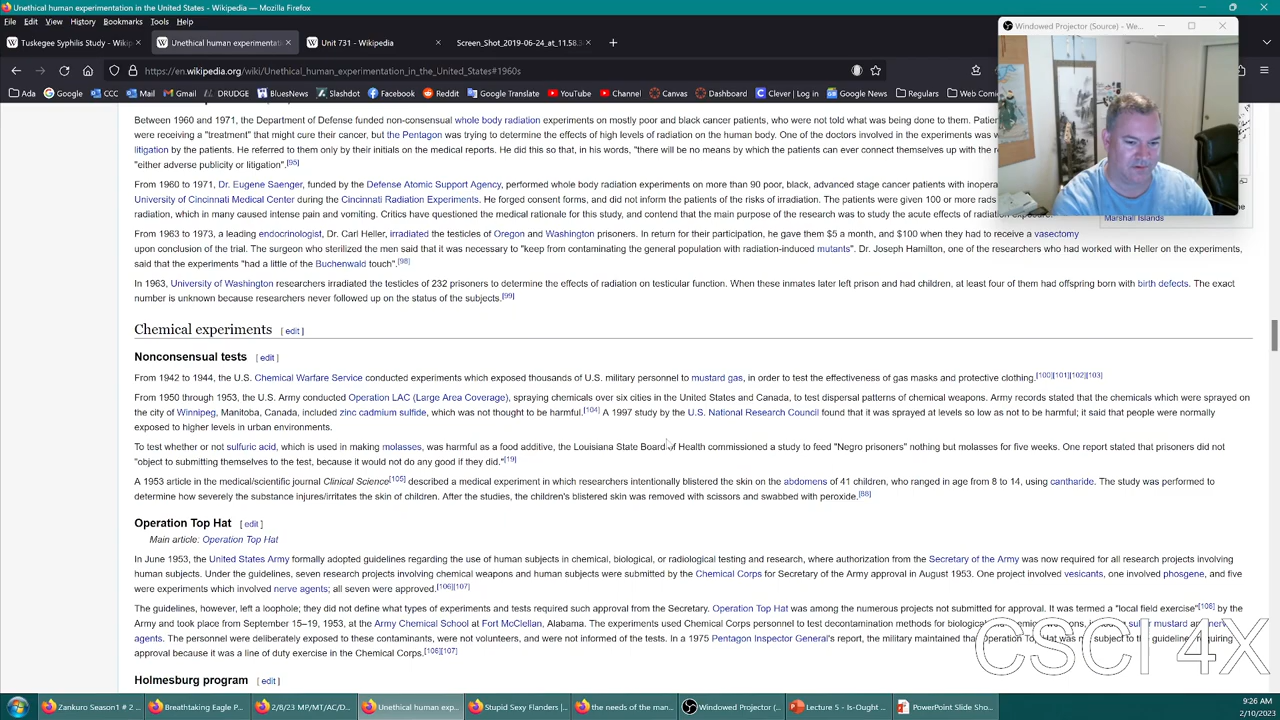 Unethical human experimentation in the United States - Wikipedia — Mozilla Firefox
File Edit View History Bookmarks Tools Help
Windowed Projector (Source) - We...
Tuskegee Syphilis Study - Wikip
Unethical human experimentat
731 - W
https://en.wikipedia.org/wiki/Unethical_human_experimentation_in_the_United_States#1960s
Ada Google CCC Mail Gmail DRUDGE BluesNews Slashdot Facebook Reddit Google Translate YouTube Channel Canvas Dashboard Clever | Log in Google News Regulars Web Comic
Between 1960 and 1971, the Department of Defense funded non-consensual whole body radiation experiments on mostly poor and black cancer patients, who were not told what was being done to them. Patie
were receiving a "treatment" that might cure their cancer, but the Pentagon was trying to determine the effects of high levels of radiation on the human body. One of the doctors involved in the experiments was w
litigation by the patients. He referred to them only by their initials on the medical reports. He did this so that, in his words, "there will be no means by which the patients can ever connect themselves up with the r
"either adverse publicity or litigation".[93]
From 1960 to 1971, Dr. Eugene Saenger, funded by the Defense Atomic Support Agency, performed whole body radiation experiments on more than 90 poor, black, advanced stage cancer patients with inopera
University of Cincinnati Medical Center during the Cincinnati Radiation Experiments. He forged consent forms, and did not inform the patients of the risks of irradiation. The patients were given 100 or more rads
radiation, which in many caused intense pain and vomiting. Critics have questioned the medical rationale for this study, and contend that the main purpose of the research was to study the acute effects of radiation exposure.
Marshall Islands
From 1963 to 1973, a leading endocrinologist, Dr. Carl Heller, irradiated the testicles of Oregon and Washington prisoners. In return for their participation, he gave them $5 a month, and $100 when they had to receive a vasectomy
upon conclusion of the trial. The surgeon who sterilized the men said that it was necessary to "keep from contaminating the general population with radiation-induced mutants". Dr. Joseph Hamilton, one of the researchers who had worked with Heller on the experiments,
said that the experiments "had a little of the Buchenwald touch".[98]
In 1963, University of Washington researchers irradiated the testicles of 232 prisoners to determine the effects of radiation on testicular function. When these inmates later left prison and had children, at least four of them had offspring born with birth defects. The exact
number is unknown because researchers never followed up on the status of the subjects.[99]
Chemical experiments [ edit ]
Nonconsensual tests [ edit ]
From 1942 to 1944, the U.S. Chemical Warfare Service conducted experiments which exposed thousands of U.S. military personnel to mustard gas, in order to test the effectiveness of gas masks and protective clothing.[100][101][102][103]
From 1950 through 1953, the U.S. Army conducted Operation LAC (Large Area Coverage), spraying chemicals over six cities in the United States and Canada, to test dispersal patterns of chemical weapons. Army records stated that the chemicals which were sprayed on
the city of Winnipeg, Manitoba, Canada, included zinc cadmium sulfide, which was not thought to be harmful.[104] A 1997 study by the U.S. National Research Council found that it was sprayed at levels so low as not to be harmful; it said that people were normally
exposed to higher levels in urban environments.
To test whether or not sulfuric acid, which is used in making molasses, was harmful as a food additive, the Louisiana State Board of Health commissioned a study to feed "Negro prisoners" nothing but molasses for five weeks. One report stated that prisoners did not
"object to submitting themselves to the test, because it would not do any good if they did."[19]
A 1953 article in the medical/scientific journal Clinical Science[105] described a medical experiment in which researchers intentionally blistered the skin on the abdomens of 41 children, who ranged in age from 8 to 14, using cantharide. The study was performed to
determine how severely the substance injures/irritates the skin of children. After the studies, the children's blistered skin was removed with scissors and swabbed with peroxide.[88]
Operation Top Hat [ edit ]
Main article: Operation Top Hat
In June 1953, the United States Army formally adopted guidelines regarding the use of human subjects in chemical, biological, or radiological testing and research, where authorization from the Secretary of the Army was now required for all research projects involving
human subjects. Under the guidelines, seven research projects involving chemical weapons and human subjects were submitted by the Chemical Corps for Secretary of the Army approval in August 1953. One project involved vesicants, one involved phosgene, and five
were experiments which involved nerve agents; all seven were approved.[106][107]
The guidelines, however, left a loophole; they did not define what types of experiments and tests required such approval from the Secretary. Operation Top Hat was among the numerous projects not submitted for approval. It was termed a "local field exercise"[108] by the
Army and took place from September 15–19, 1953, at the Army Chemical School at Fort McClellan, Alabama. The experiments used Chemical Corps personnel to test decontamination methods for biological and chemical weapons, including sulfur mustard and nerve
agents. The personnel were deliberately exposed to these contaminants, were not volunteers, and were not informed of the tests. In a 1975 Pentagon Inspector General's report, the military maintained that Operation Top Hat was not subject to the guidelines requiring
approval because it was a line of duty exercise in the Chemical Corps.[106][107]
CSCI 4X
Holmesburg program [ edit ]
Zankuro Season1 # 2 ... Breathtaking Eagle P... 2/8/23 MP/MT/AC/D... Unethical human exp... Stupid Sexy Flanders |... the needs of the man... Windowed Projector (... Lecture 5 - Is-Ought ... PowerPoint Slide Sho...
9:26 AM
2/10/2023